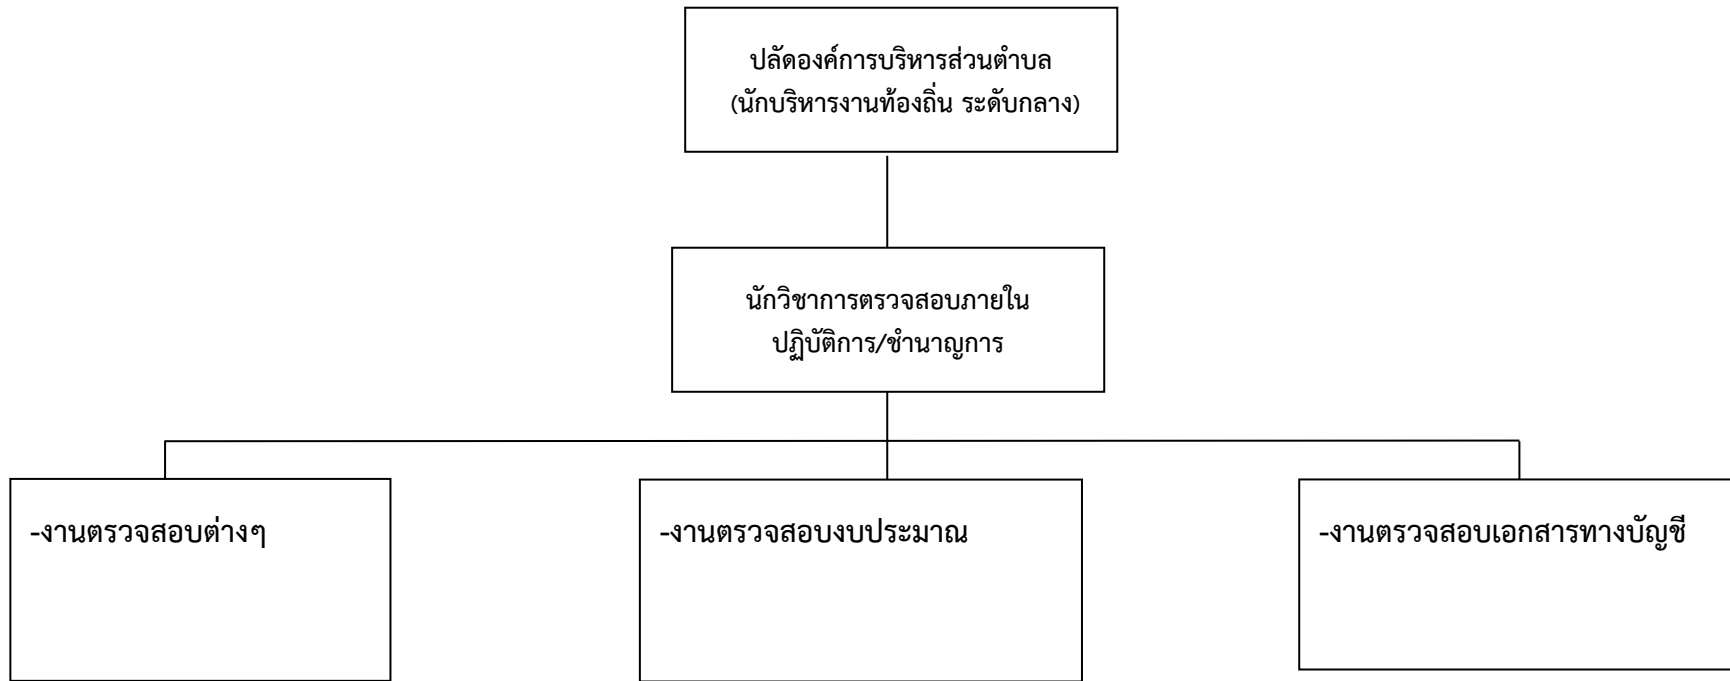 ปลัดองค์การบริหารส่วนตำบล
(นักบริหารงานท้องถิ่น ระดับกลาง)
นักวิชาการตรวจสอบภายใน
ปฏิบัติการ/ชำนาญการ
-งานตรวจสอบต่างๆ
-งานตรวจสอบงบประมาณ
-งานตรวจสอบเอกสารทางบัญชี